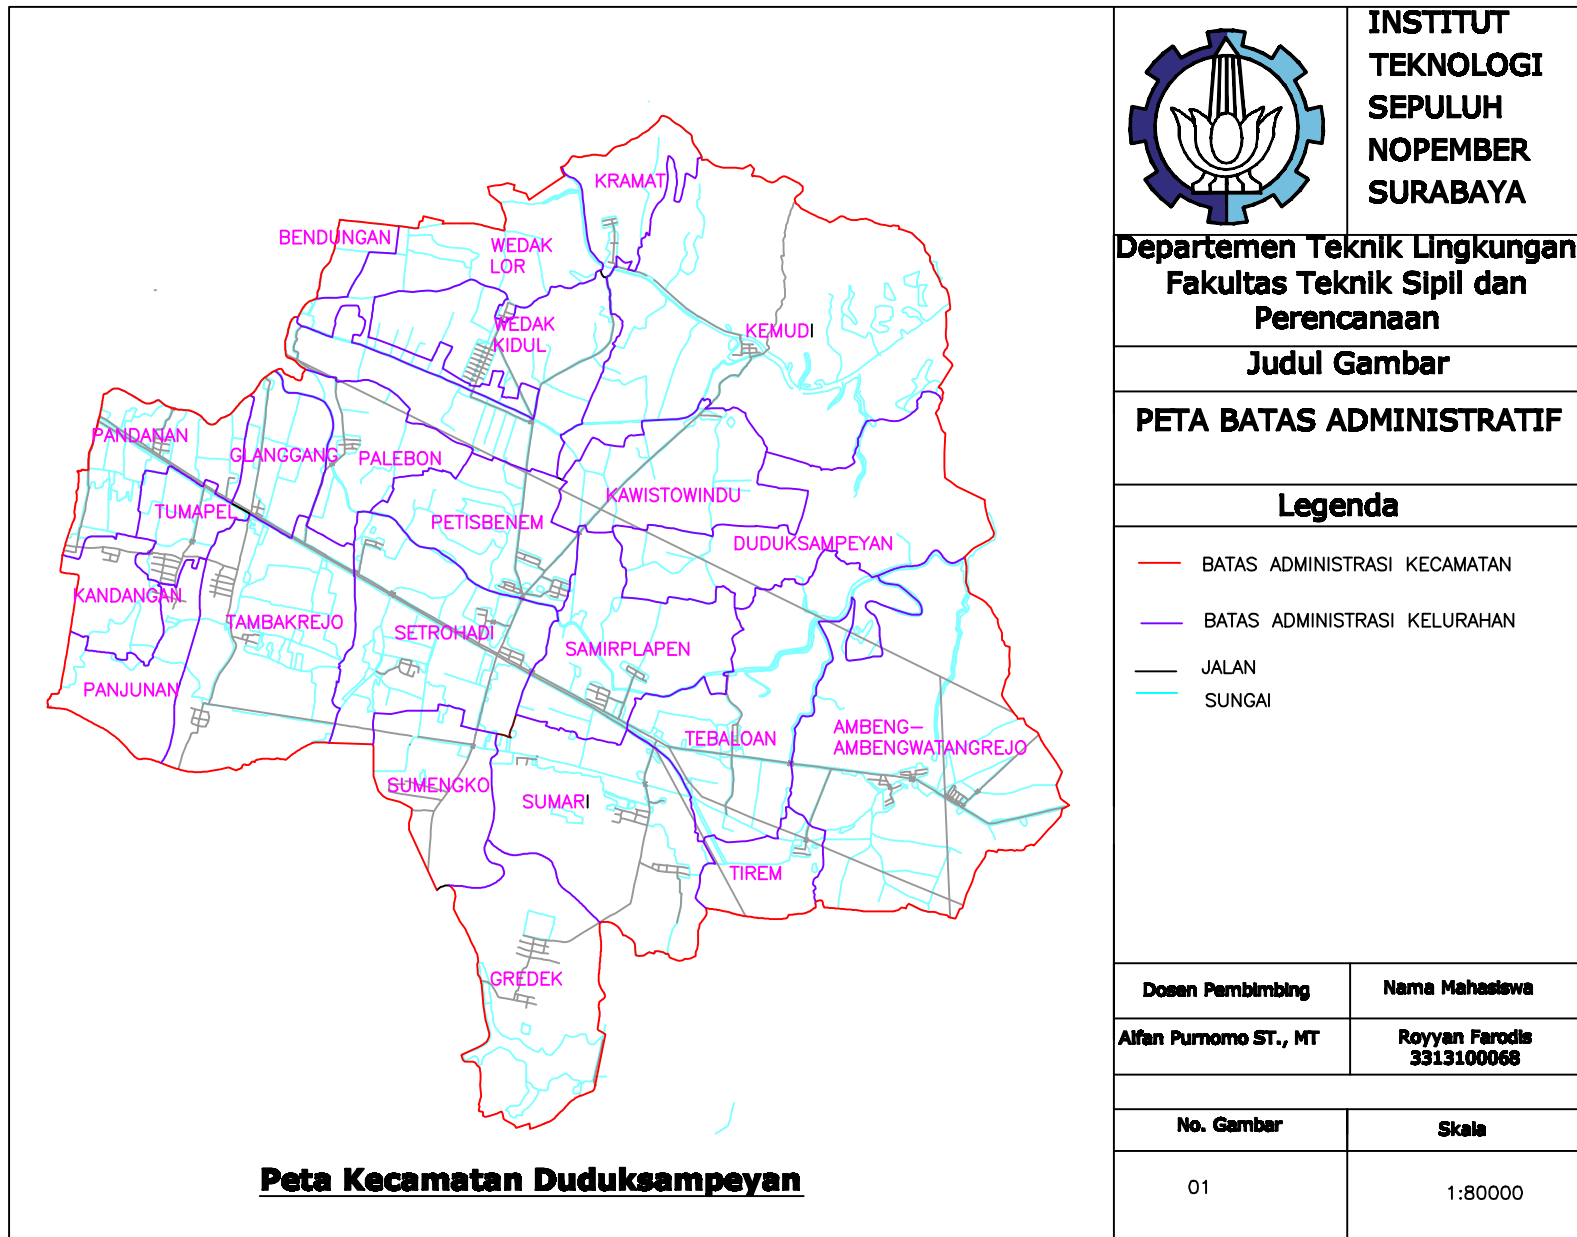 KRAMAT
BENDUNGAN
WEDAK
LOR
WEDAK
KIDUL
KEMUDI
PANDANAN
GLANGGANG
PALEBON
TUMAPEL
PETISBENEM
KAWISTOWINDU
DUDUKSAMPEYAN
KANDANGAN
TAMBAKREJO
SETROHADI
SAMIRPLAPEN
PANJUNAN
TEBALOAN
AMBENG-
AMBENGWATANGREJO
SUMENGKO
SUMARI
TIREM
GREDEK
Peta Kecamatan Duduksampeyan
INSTITUT
TEKNOLOGI
SEPULUH
NOPEMBER
SURABAYA
Departemen Teknik Lingkungan
Fakultas Teknik Sipil dan
Perencanaan
Judul Gambar
PETA BATAS ADMINISTRATIF
Legenda
BATAS ADMINISTRASI KECAMATAN
BATAS ADMINISTRASI KELURAHAN
JALAN
SUNGAI
Dosen Pembimbing
Nama Mahasiswa
Alfan Purnomo ST., MT
Royyan Farodis
3313100068
No. Gambar
Skala
01
1:80000